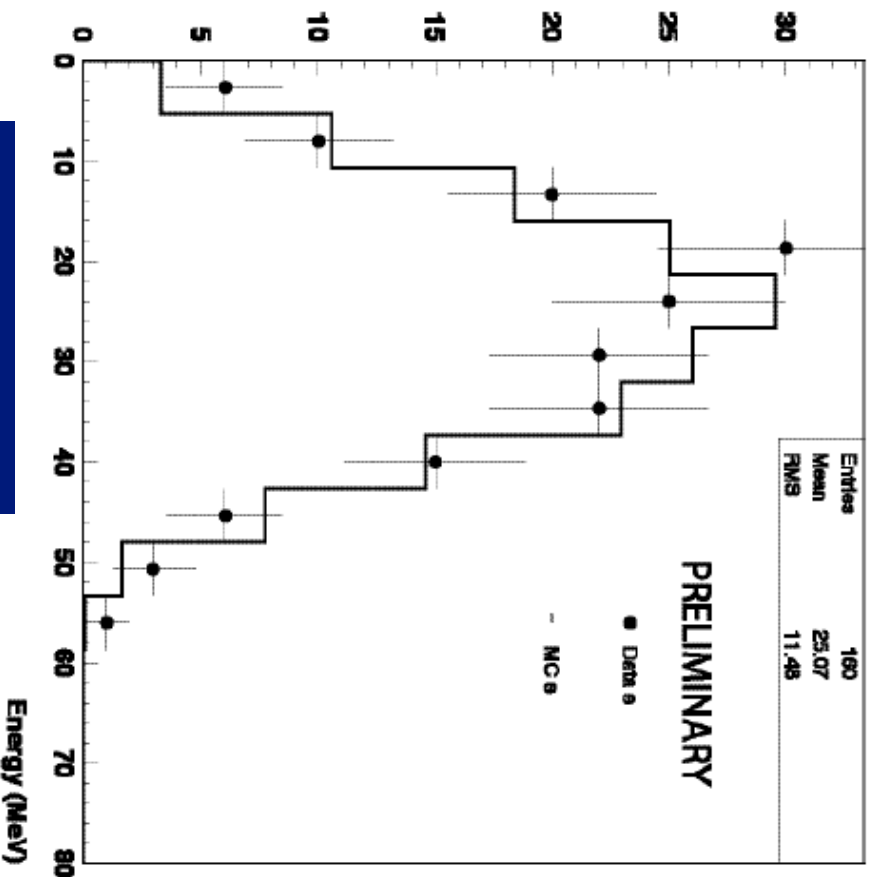 Entries 160
Mean 25.07
RMS 11.46
PRELIMINARY
Data e
MC e
30
25
20
15
10
5
0
0 10 20 30 40 50 60 70 80
Energy (MeV)